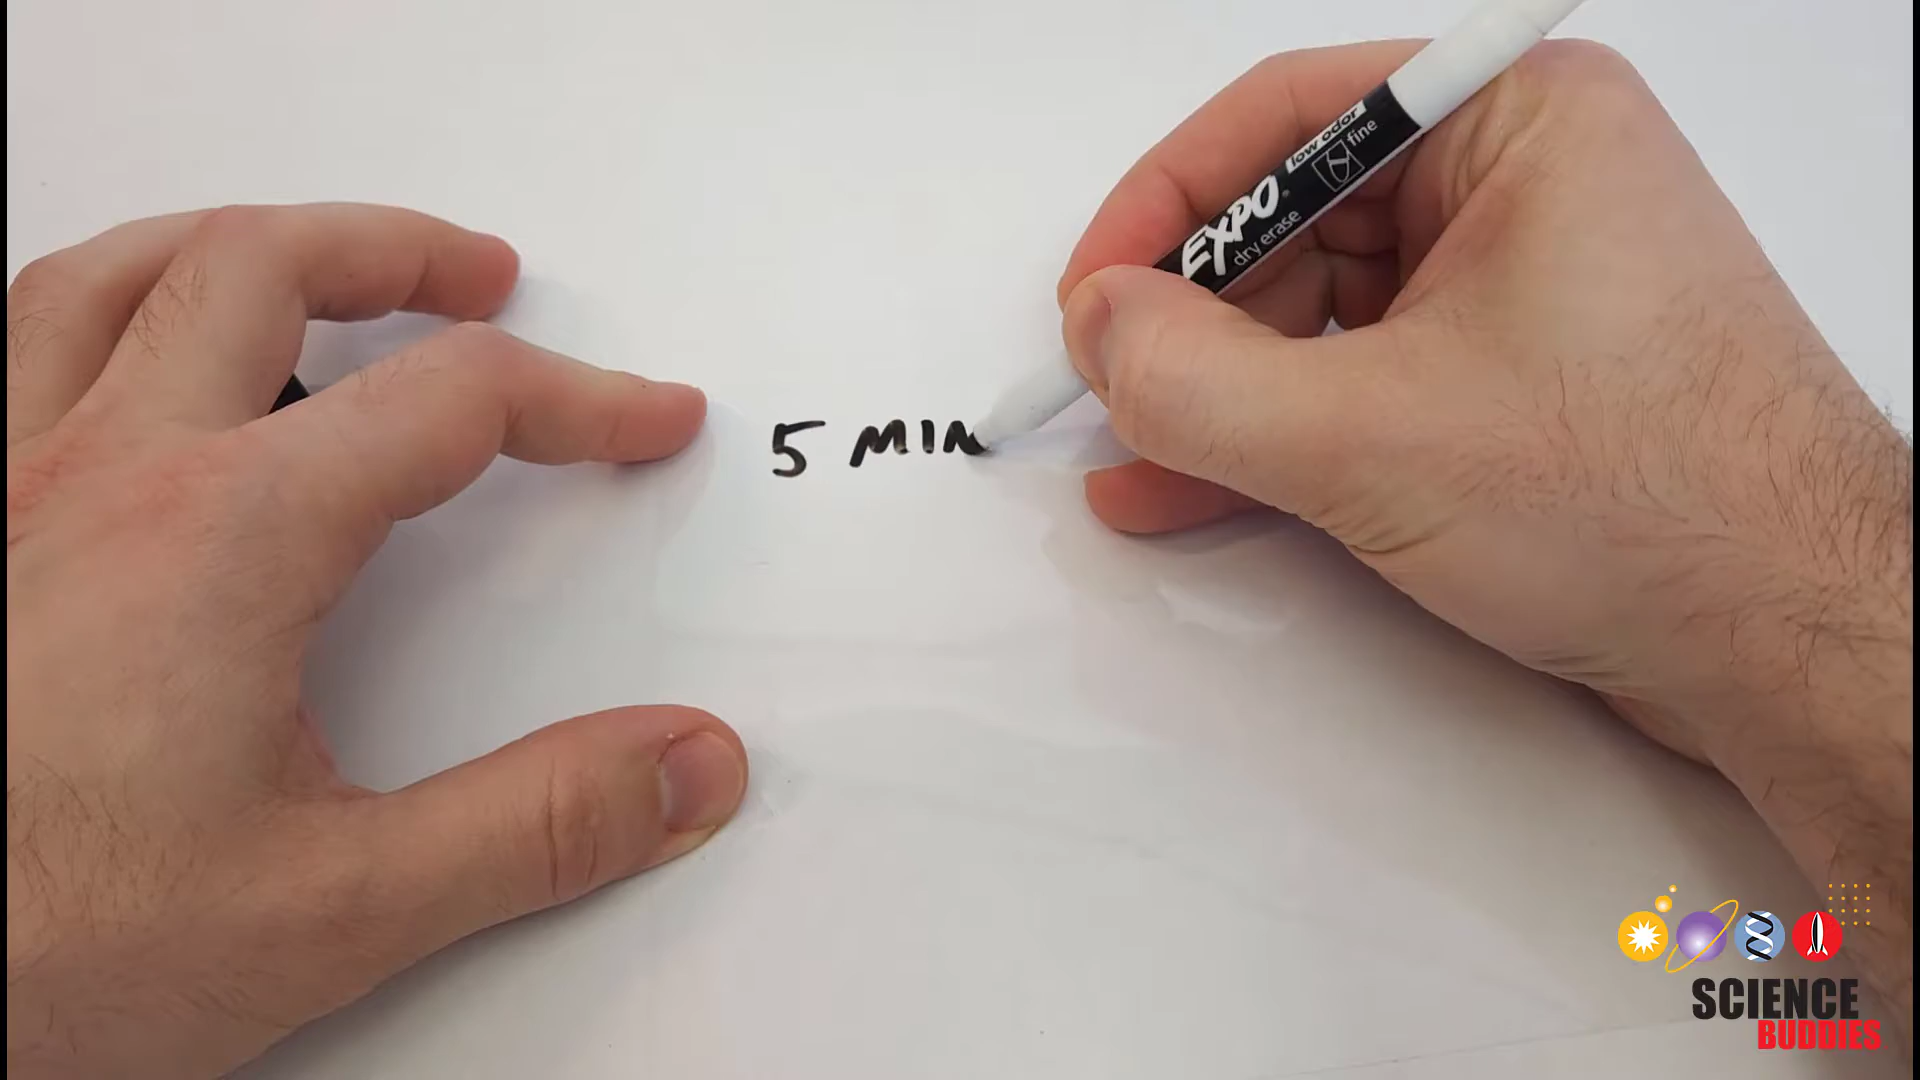 5 MIN
EXPO
low odor
dry erase
fine
SCIENCE
BUDDIES